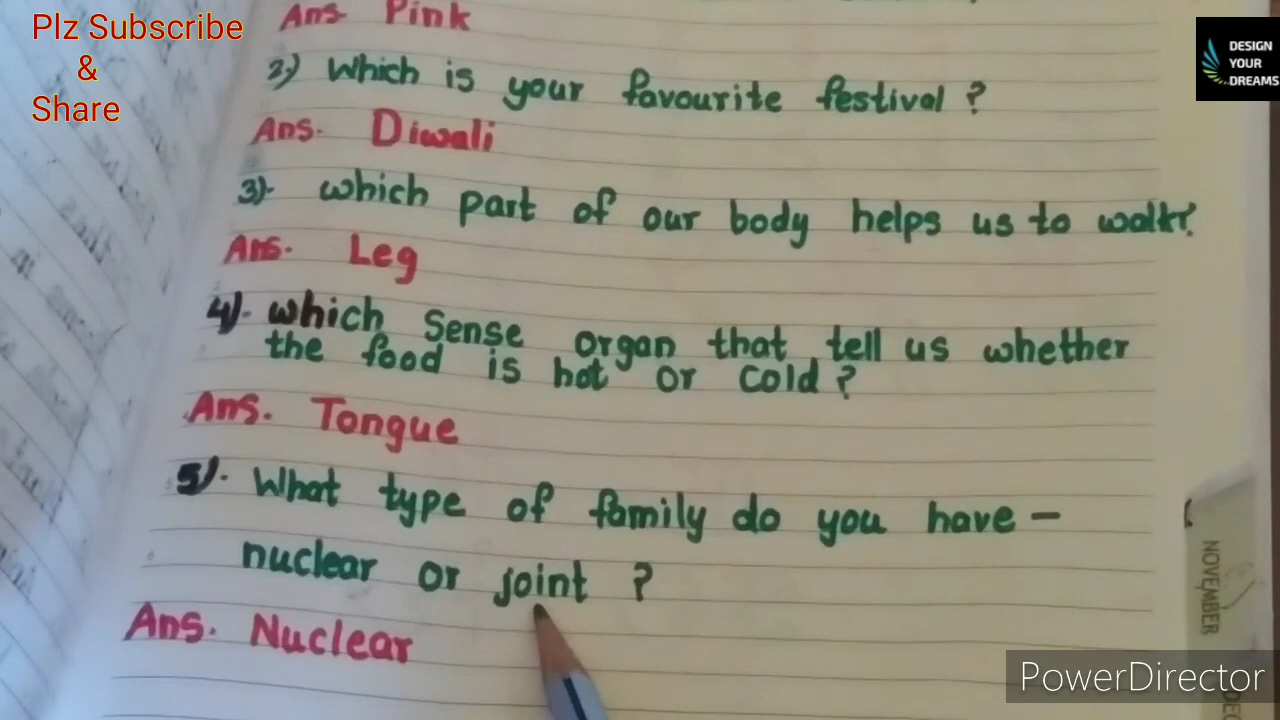 Plz Subscribe
&
Share
DESIGN
YOUR
DREAMS
Ans. Pink
2) Which is your favourite festival ?
Ans. Diwali
3). which part of our body helps us to walk?
Ans. Leg
4). which sense organ that tell us whether
the food is hot or cold ?
Ans. Tongue
5). What type of family do you have –
nuclear or joint ?
Ans. Nuclear
NOVEMBER
PowerDirector